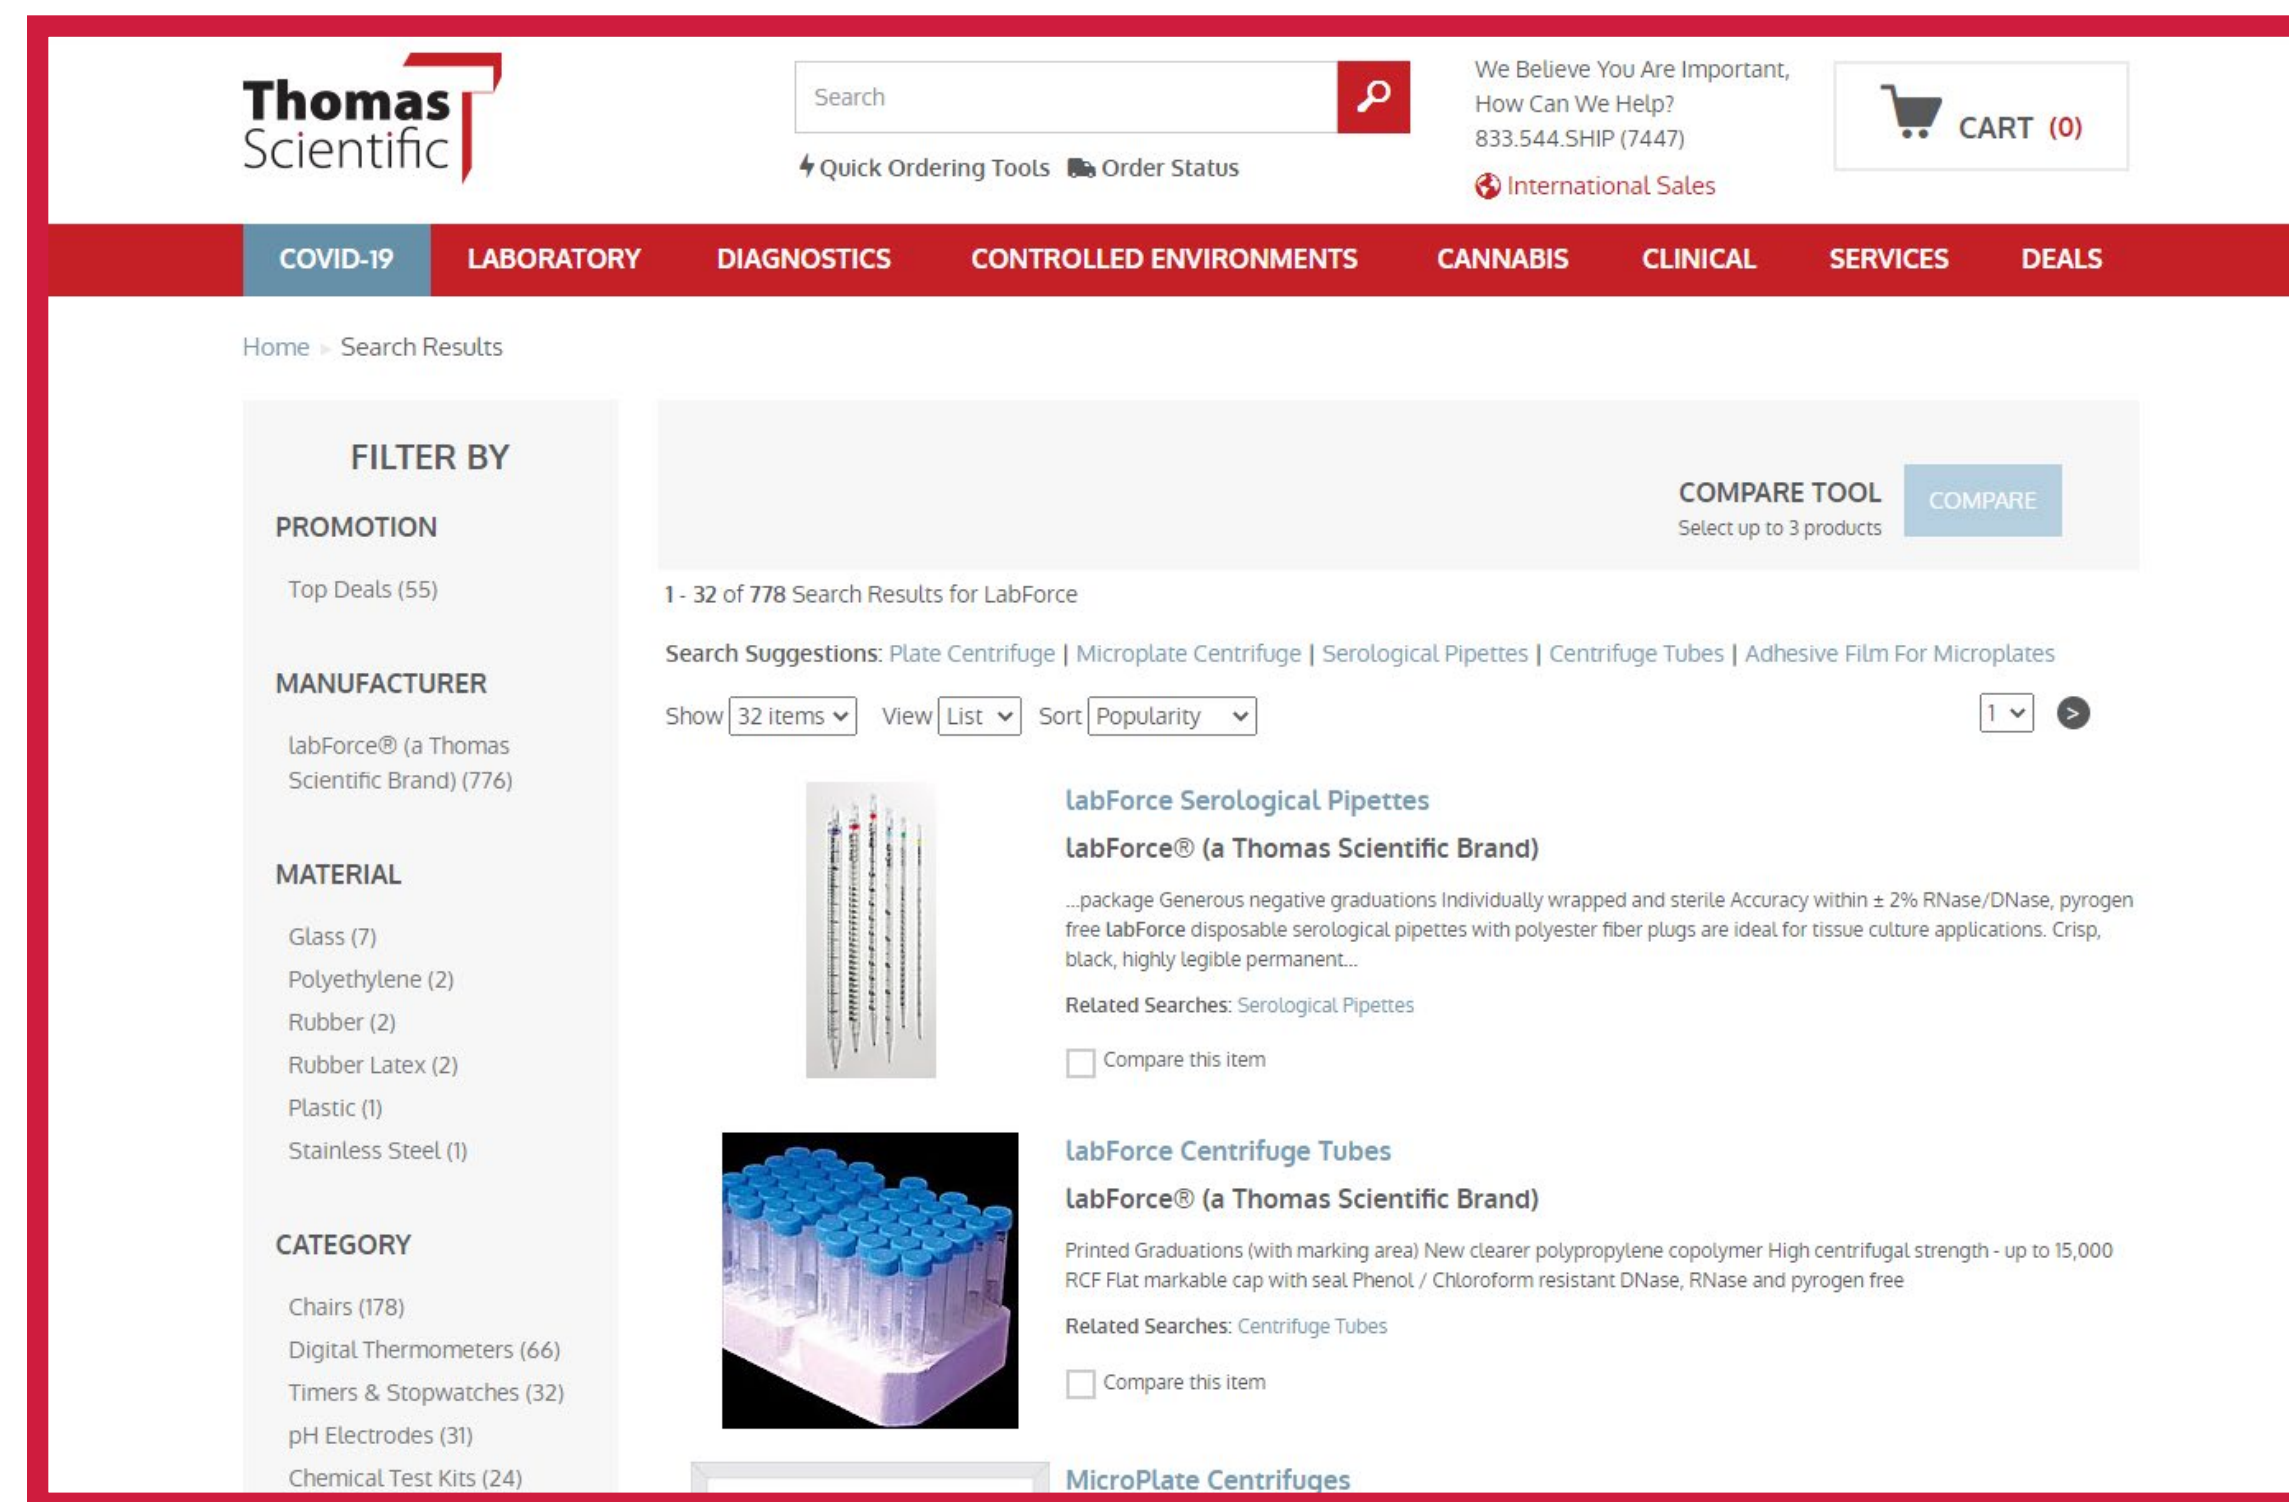 Thomas
Scientific
Search
Quick Ordering Tools Order Status
We Believe You Are Important,
How Can We Help?
833.544.SHIP (7447)
International Sales
CART (0)
COVID-19 LABORATORY DIAGNOSTICS CONTROLLED ENVIRONMENTS CANNABIS CLINICAL SERVICES DEALS
Home Search Results
FILTER BY
PROMOTION
Top Deals (55)
MANUFACTURER
labForce® (a Thomas
Scientific Brand) (776)
MATERIAL
Glass (7)
Polyethylene (2)
Rubber (2)
Rubber Latex (2)
Plastic (1)
Stainless Steel (1)
CATEGORY
Chairs (178)
Digital Thermometers (66)
Timers & Stopwatches (32)
pH Electrodes (31)
Chemical Test Kits (24)
COMPARE TOOL
Select up to 3 products
COMPARE
1 - 32 of 778 Search Results for LabForce
Search Suggestions: Plate Centrifuge | Microplate Centrifuge | Serological Pipettes | Centrifuge Tubes | Adhesive Film For Microplates
Show 32 items View List Sort Popularity 1 >
labForce Serological Pipettes
labForce® (a Thomas Scientific Brand)
...package Generous negative graduations Individually wrapped and sterile Accuracy within ± 2% RNase/DNase, pyrogen
free labForce disposable serological pipettes with polyester fiber plugs are ideal for tissue culture applications. Crisp,
black, highly legible permanent...
Related Searches: Serological Pipettes
Compare this item
labForce Centrifuge Tubes
labForce® (a Thomas Scientific Brand)
Printed Graduations (with marking area) New clearer polypropylene copolymer High centrifugal strength - up to 15,000
RCF Flat markable cap with seal Phenol / Chloroform resistant DNase, RNase and pyrogen free
Related Searches: Centrifuge Tubes
Compare this item
MicroPlate Centrifuges